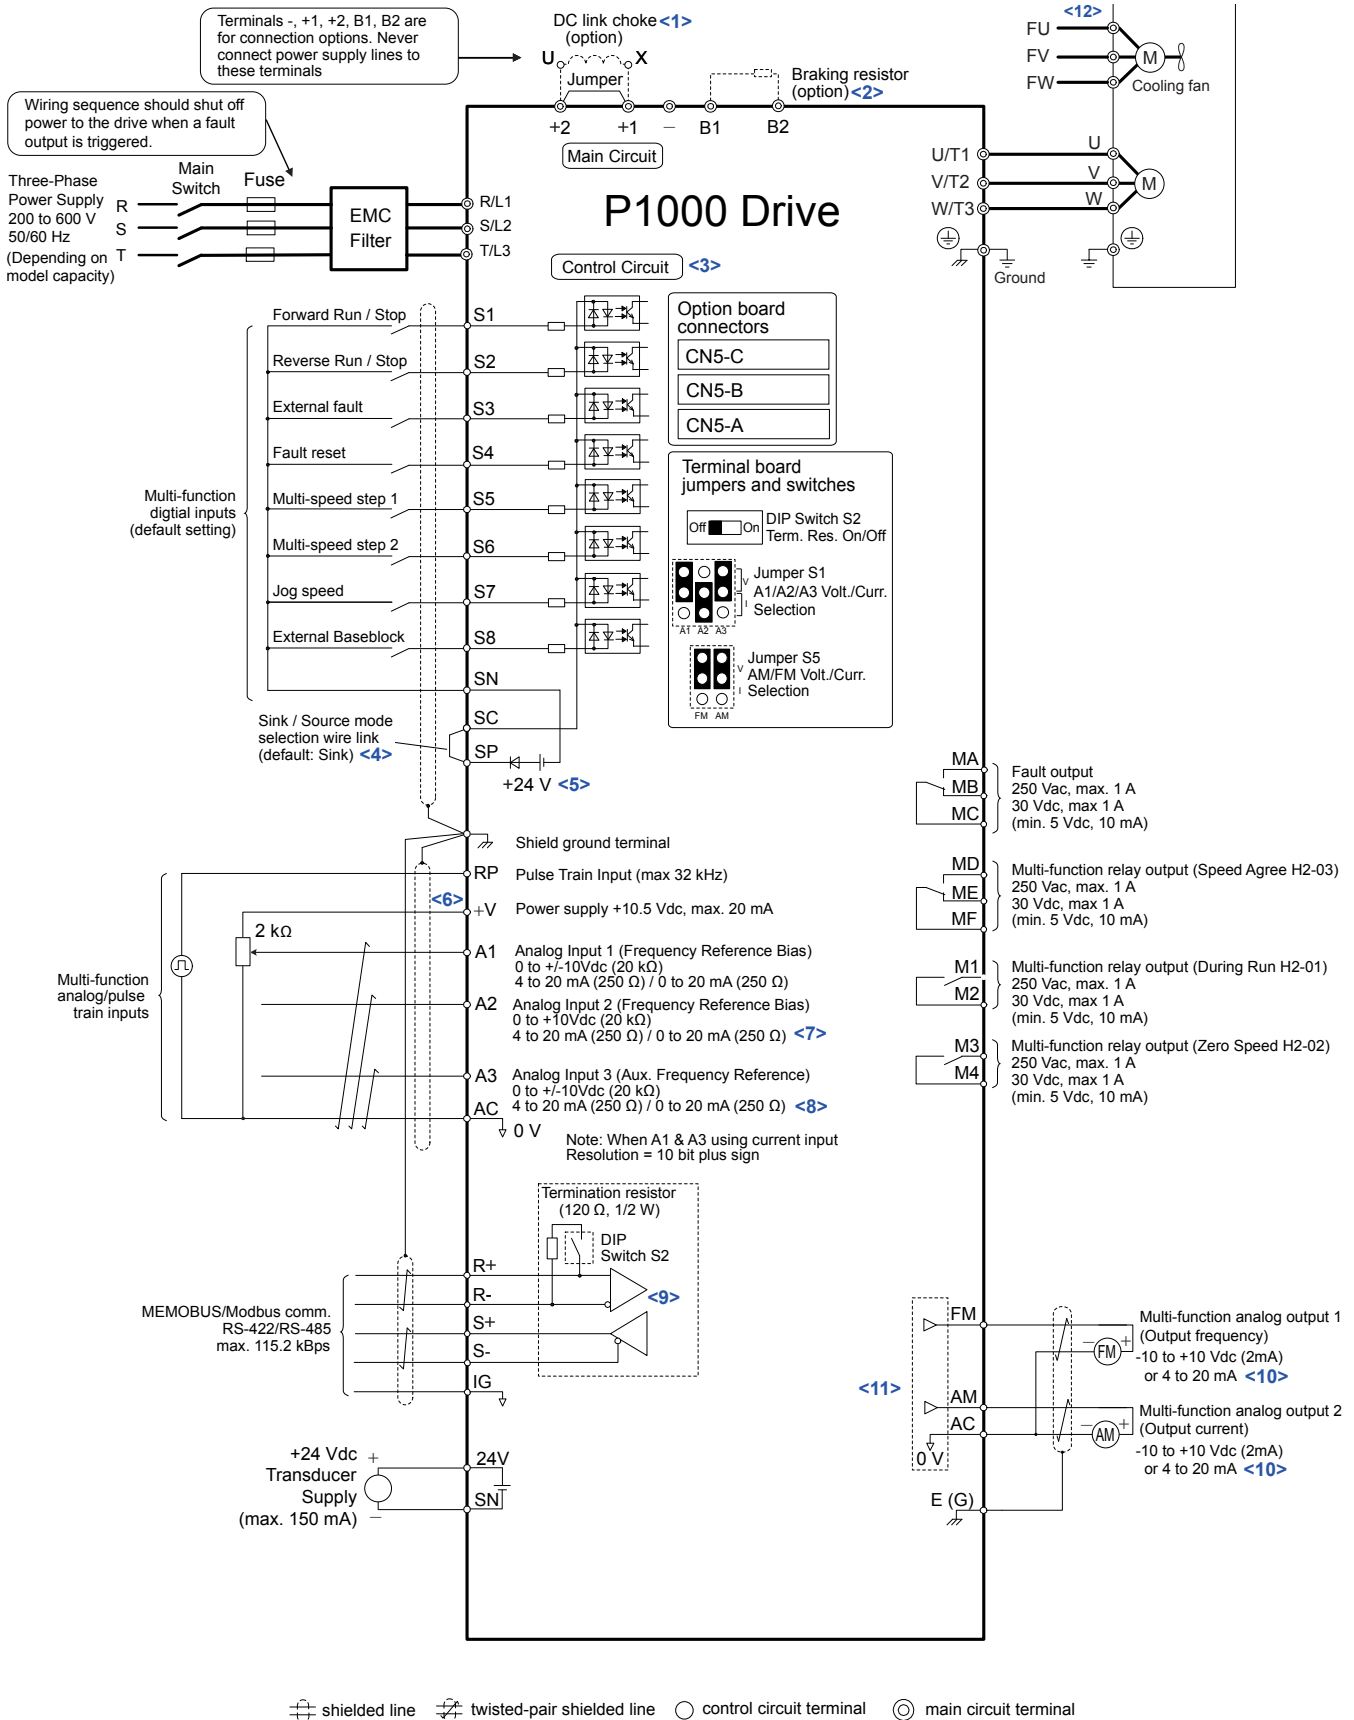 Terminals -, +1, +2, B1, B2 are
for connection options. Never
connect power supply lines to
these terminals
DC link choke <1>
(option)
U
X
Jumper
Braking resistor
(option) <2>
+2
+1
–
B1
B2
Main Circuit
<12>
FU
FV
FW
M
Cooling fan
Wiring sequence should shut off
power to the drive when a fault
output is triggered.
Three-Phase
Power Supply
200 to 600 V
50/60 Hz
(Depending on
model capacity)
R
S
T
Main
Switch
Fuse
EMC
Filter
R/L1
S/L2
T/L3
P1000 Drive
U/T1
V/T2
W/T3
U
V
W
M
Ground
Control Circuit <3>
Multi-function
digtial inputs
(default setting)
Forward Run / Stop
S1
Reverse Run / Stop
S2
External fault
S3
Fault reset
S4
Multi-speed step 1
S5
Multi-speed step 2
S6
Jog speed
S7
External Baseblock
S8
SN
SC
SP
Sink / Source mode
selection wire link
(default: Sink) <4>
+24 V <5>
Option board
connectors
CN5-C
CN5-B
CN5-A
Terminal board
jumpers and switches
Off
On
DIP Switch S2
Term. Res. On/Off
V
I
Jumper S1
A1/A2/A3 Volt./Curr.
Selection
A1 A2 A3
V
I
Jumper S5
AM/FM Volt./Curr.
Selection
FM AM
MA
MB
MC
Fault output
250 Vac, max. 1 A
30 Vdc, max 1 A
(min. 5 Vdc, 10 mA)
MD
ME
MF
Multi-function relay output (Speed Agree H2-03)
250 Vac, max. 1 A
30 Vdc, max 1 A
(min. 5 Vdc, 10 mA)
M1
M2
Multi-function relay output (During Run H2-01)
250 Vac, max. 1 A
30 Vdc, max 1 A
(min. 5 Vdc, 10 mA)
M3
M4
Multi-function relay output (Zero Speed H2-02)
250 Vac, max. 1 A
30 Vdc, max 1 A
(min. 5 Vdc, 10 mA)
Shield ground terminal
Multi-function
analog/pulse
train inputs
2 kΩ
<6>
RP
Pulse Train Input (max 32 kHz)
+V
Power supply +10.5 Vdc, max. 20 mA
A1
Analog Input 1 (Frequency Reference Bias)
0 to +/-10Vdc (20 kΩ)
4 to 20 mA (250 Ω) / 0 to 20 mA (250 Ω)
A2
Analog Input 2 (Frequency Reference Bias)
0 to +10Vdc (20 kΩ)
4 to 20 mA (250 Ω) / 0 to 20 mA (250 Ω) <7>
A3
Analog Input 3 (Aux. Frequency Reference)
0 to +/-10Vdc (20 kΩ)
4 to 20 mA (250 Ω) / 0 to 20 mA (250 Ω) <8>
AC
0 V
Note: When A1 & A3 using current input
Resolution = 10 bit plus sign
Termination resistor
(120 Ω, 1/2 W)
DIP
Switch S2
<9>
MEMOBUS/Modbus comm.
RS-422/RS-485
max. 115.2 kBps
R+
R-
S+
S-
IG
+24 Vdc
Transducer
Supply
(max. 150 mA)
+
–
24V
SN
<11>
FM
AM
AC
0 V
E (G)
–
FM
+
Multi-function analog output 1
(Output frequency)
-10 to +10 Vdc (2mA)
or 4 to 20 mA <10>
–
AM
+
Multi-function analog output 2
(Output current)
-10 to +10 Vdc (2mA)
or 4 to 20 mA <10>
shielded line
twisted-pair shielded line
control circuit terminal
main circuit terminal